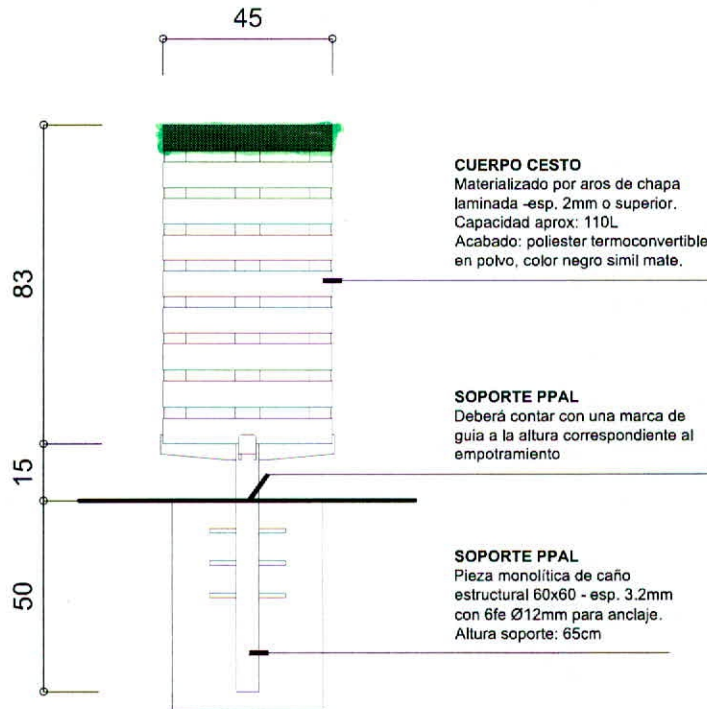 45
CUERPO CESTO
Materializado por aros de chapa
laminada -esp. 2mm o superior.
Capacidad aprox: 110L
Acabado: poliester termoconvertible
en polvo, color negro simil mate.
83
SOPORTE PPAL
Deberá contar con una marca de
guia a la altura correspondiente al
empotramiento
15
SOPORTE PPAL
Pieza monolítica de caño
estructural 60x60 - esp. 3.2mm
con 6fe Ø12mm para anclaje.
Altura soporte: 65cm
50